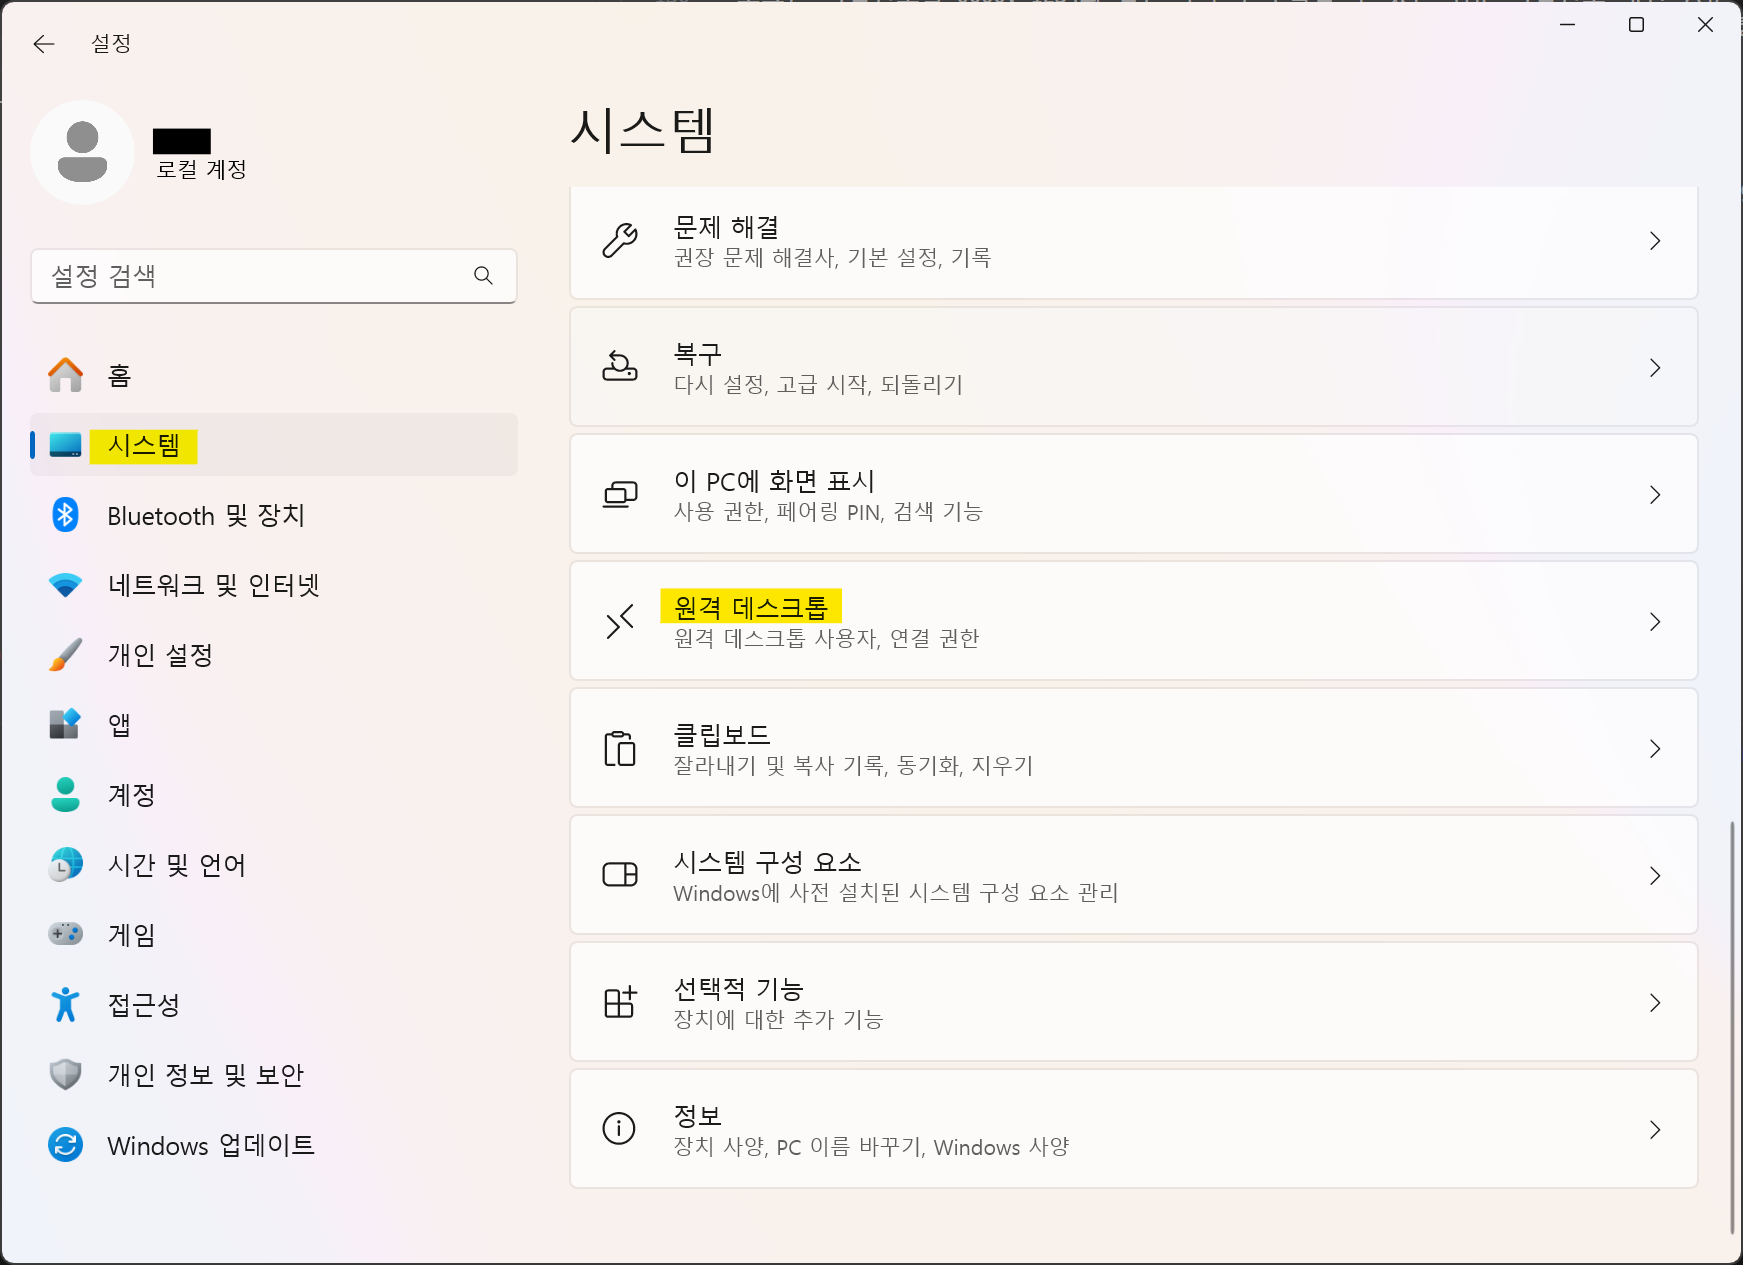 설정
로컬 계정
설정 검색
홈
시스템
Bluetooth 및 장치
네트워크 및 인터넷
개인 설정
앱
계정
시간 및 언어
게임
접근성
개인 정보 및 보안
Windows 업데이트
시스템
문제 해결
권장 문제 해결사, 기본 설정, 기록
복구
다시 설정, 고급 시작, 되돌리기
이 PC에 화면 표시
사용 권한, 페어링 PIN, 검색 기능
원격 데스크톱
원격 데스크톱 사용자, 연결 권한
클립보드
잘라내기 및 복사 기록, 동기화, 지우기
시스템 구성 요소
Windows에 사전 설치된 시스템 구성 요소 관리
선택적 기능
장치에 대한 추가 기능
정보
장치 사양, PC 이름 바꾸기, Windows 사양